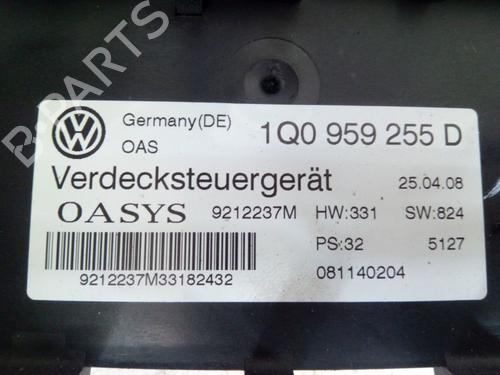 Germany(DE)
OAS
1Q0 959 255 D
Verdecksteuergerät
25.04.08
OASYS
9212237M
HW:331
SW:824
PS:32
5127
9212237M33182432
081140204
B PARTS